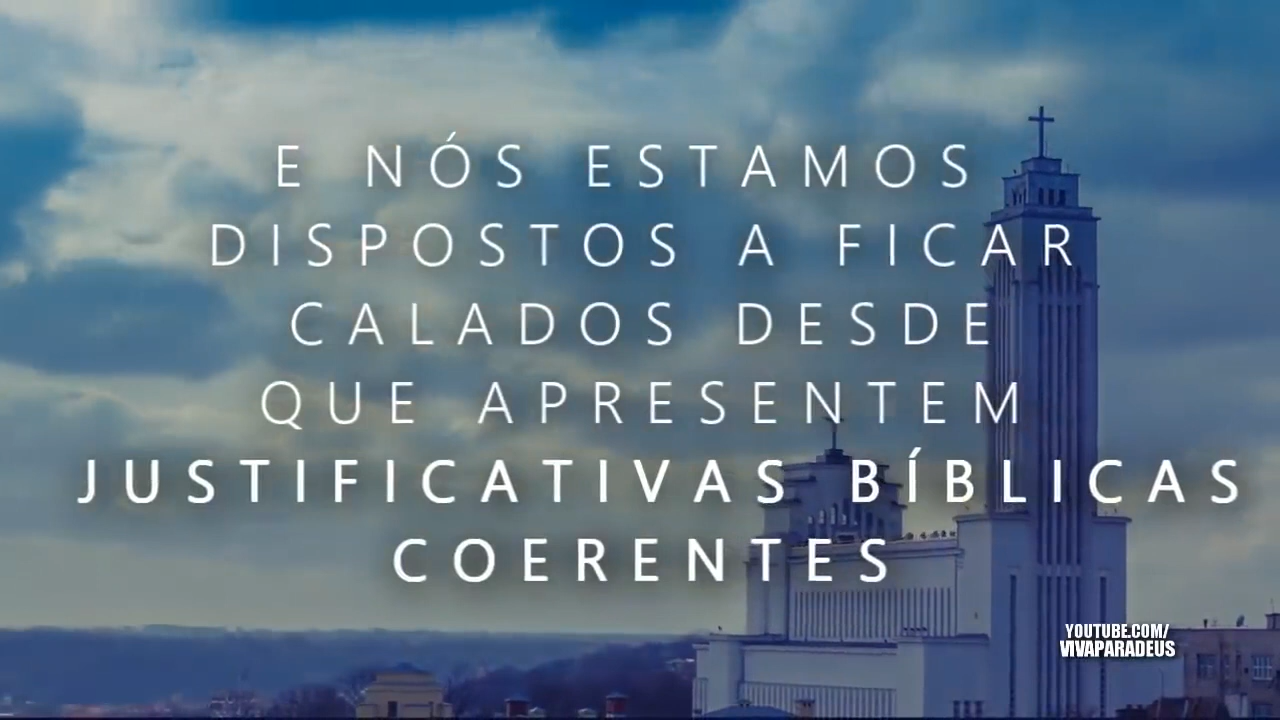 E NÓS ESTAMOS
DISPOSTOS A FICAR
CALADOS DESDE
QUE APRESENTEM
JUSTIFICATIVAS BÍBLICAS
COERENTES
YOUTUBE.COM/
VIVAPARADEUS